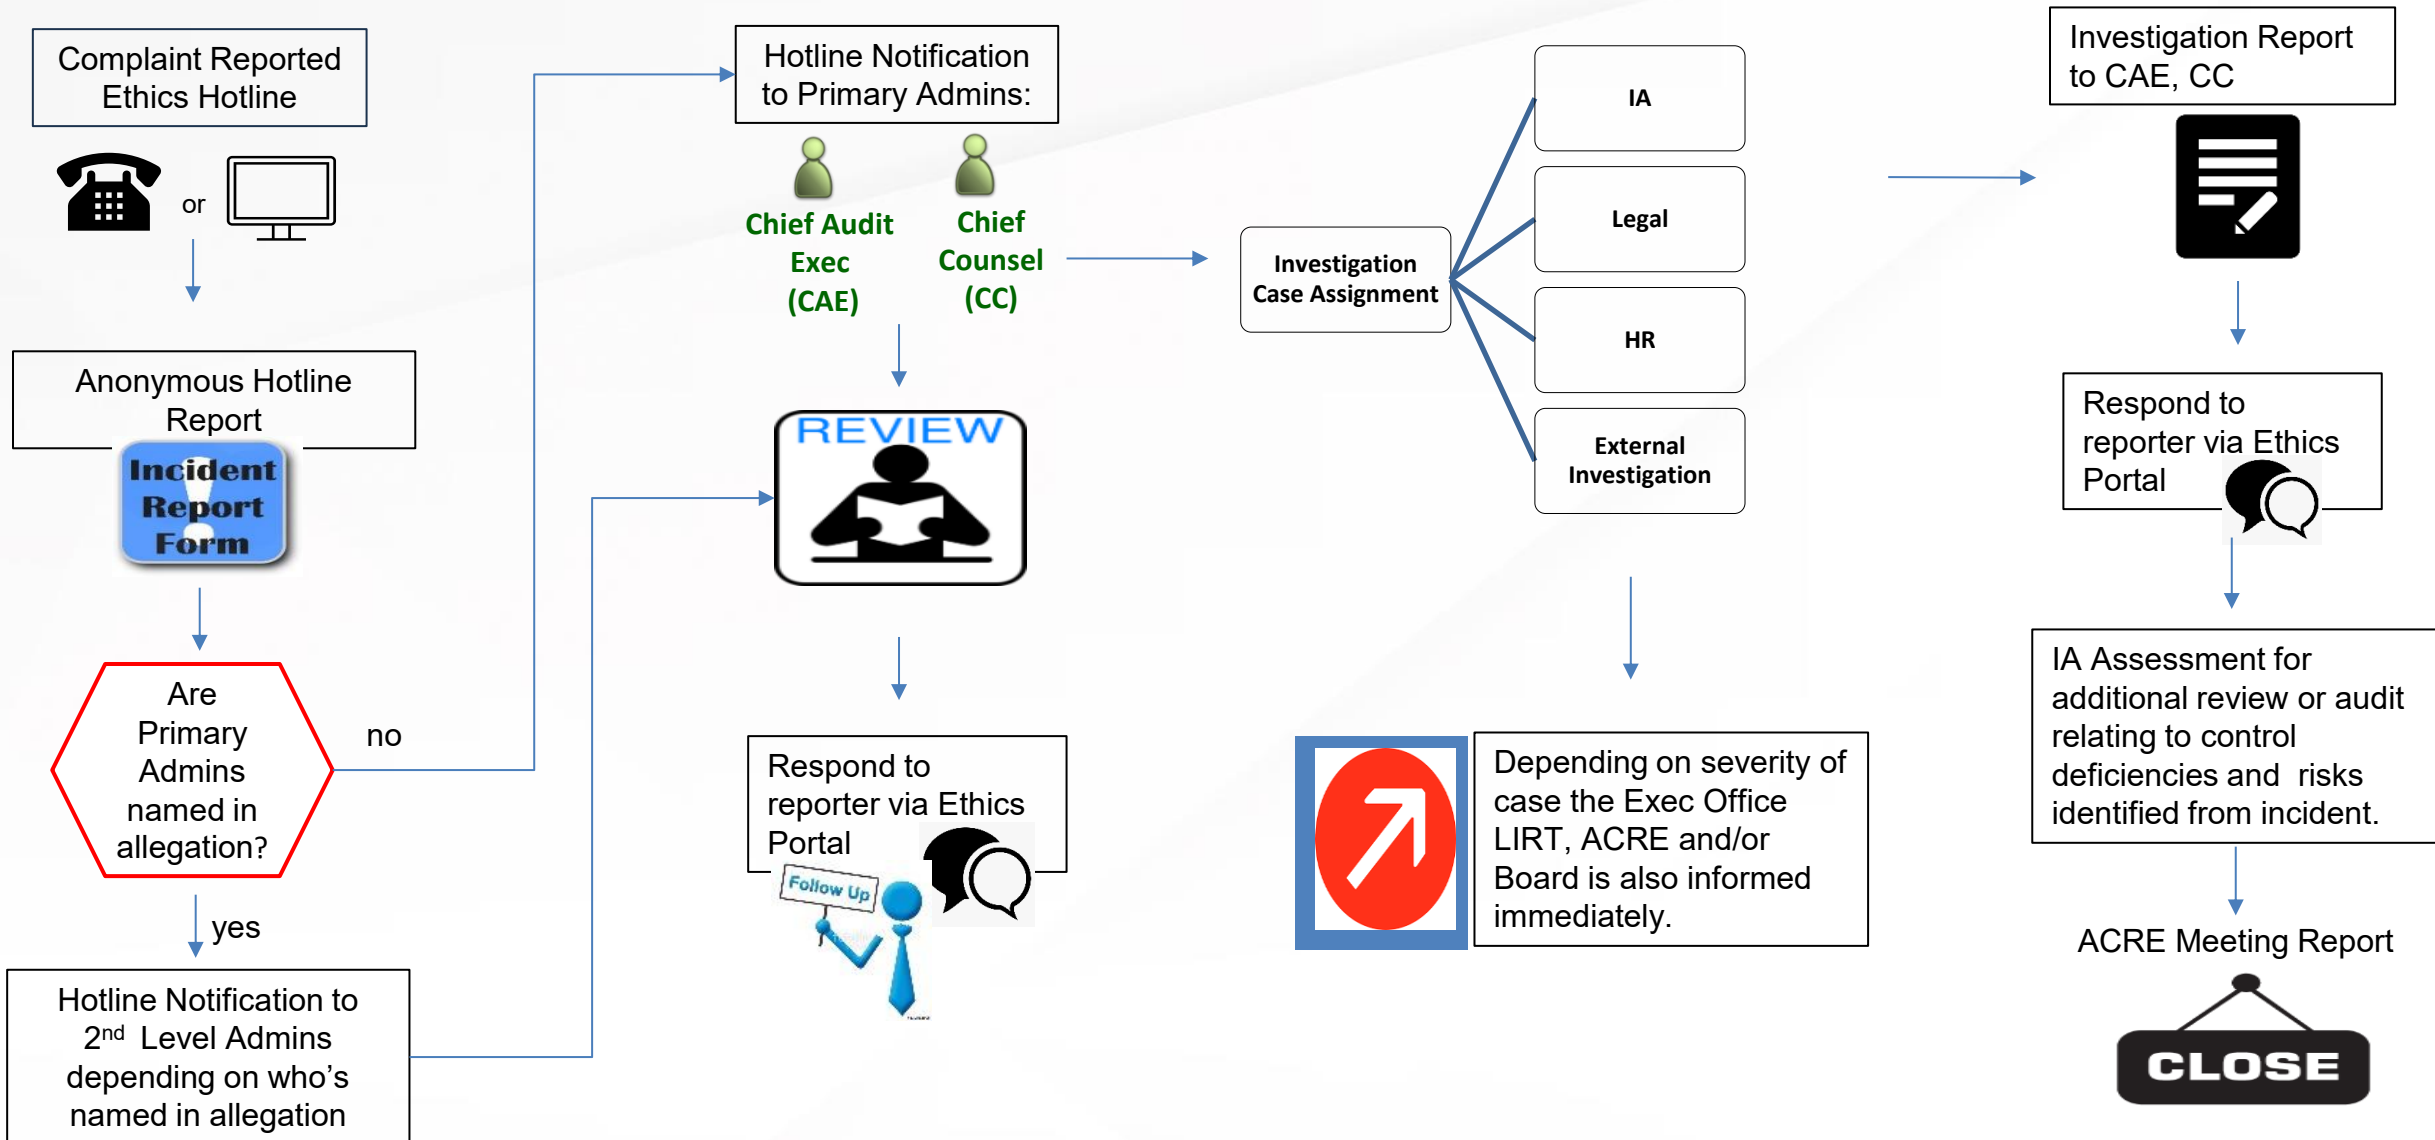 Complaint Reported
Ethics Hotline
or
Anonymous Hotline
Report
Incident
Report
Form
Are
Primary
Admins
named in
allegation?
no
yes
Hotline Notification to
2nd Level Admins
depending on who's
named in allegation
Hotline Notification
to Primary Admins:
Chief Audit
Exec
(CAE)
Chief
Counsel
(CC)
REVIEW
Respond to
reporter via Ethics
Portal
Follow Up
Investigation
Case Assignment
IA
Legal
HR
External
Investigation
Depending on severity of
case the Exec Office
LIRT, ACRE and/or
Board is also informed
immediately.
Investigation Report
to CAE, CC
Respond to
reporter via Ethics
Portal
IA Assessment for
additional review or audit
relating to control
deficiencies and  risks
identified from incident.
ACRE Meeting Report
CLOSE